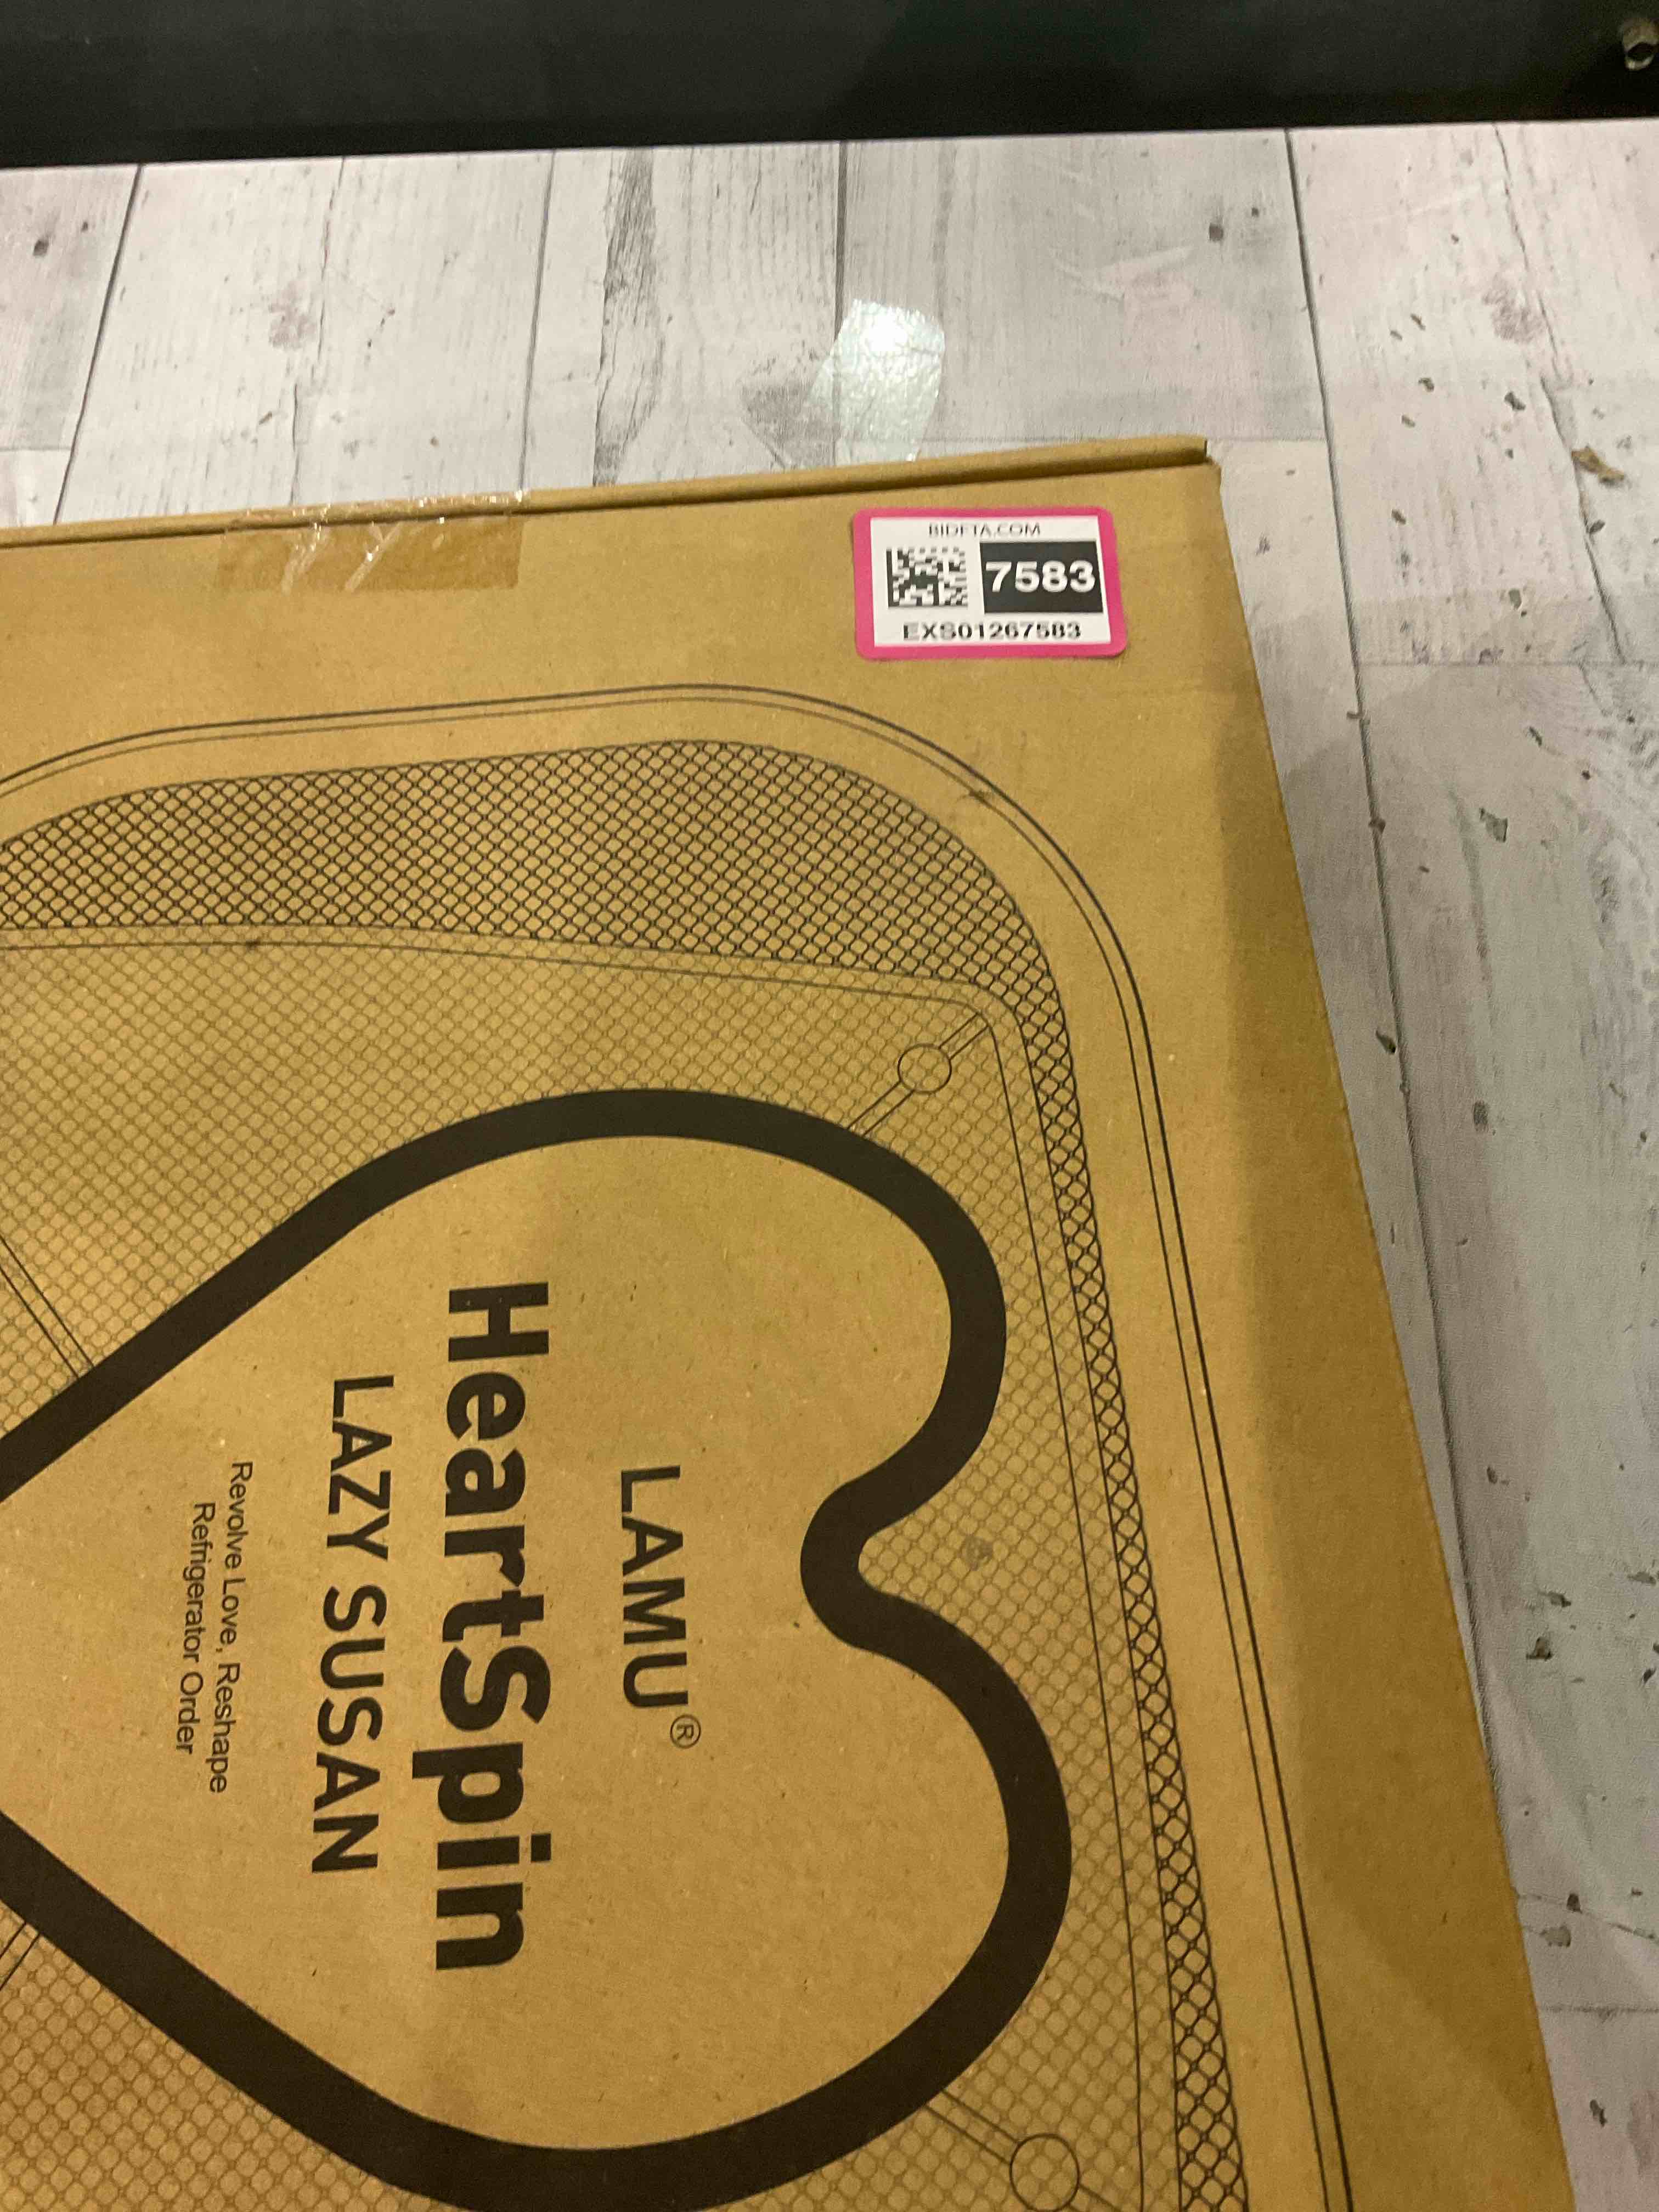 BIDFTA.COM
7583
EXS01267583
LAMU®
HeartSpin
LAZY SUSAN
Revolve Love, Reshape
Refrigerator Order